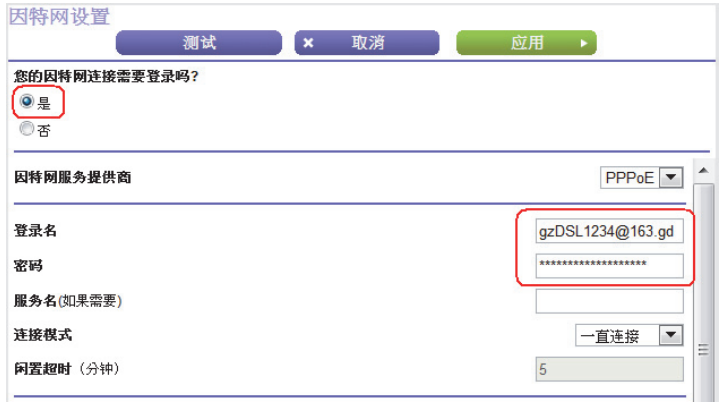 因特网设置
测试 × 取消 应用
您的因特网连接需要登录吗?
是
否
因特网服务提供商 PPPoE
登录名 gzDSL1234@163.gd
密码 *******************
服务名(如果需要)
连接模式 一直连接
闲置超时（分钟） 5